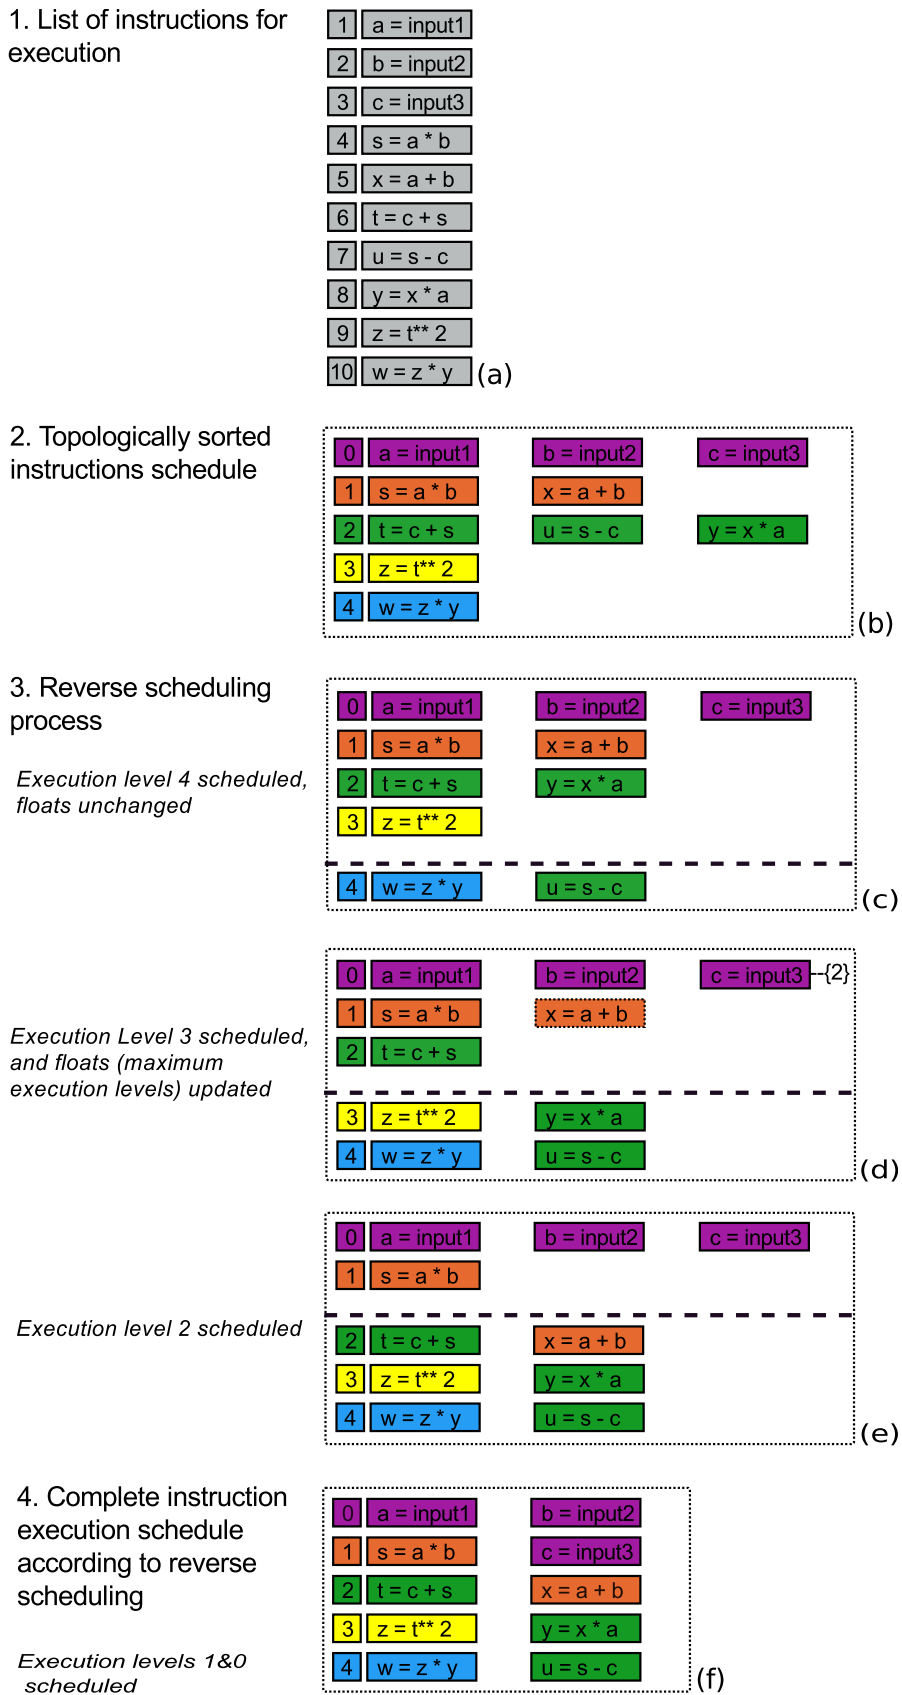 1. List of instructions for
execution
1 a = input1
2 b = input2
3 c = input3
4 s = a * b
5 x = a + b
6 t = c + s
7 u = s - c
8 y = x * a
9 z = t** 2
10 w = z * y (a)
2. Topologically sorted
instructions schedule
0 a = input1 b = input2 c = input3
1 s = a * b x = a + b
2 t = c + s u = s - c y = x * a
3 z = t** 2
4 w = z * y
(b)
3. Reverse scheduling
process
Execution level 4 scheduled,
floats unchanged
0 a = input1 b = input2 c = input3
1 s = a * b x = a + b
2 t = c + s y = x * a
3 z = t** 2
4 w = z * y u = s - c
(c)
Execution Level 3 scheduled,
and floats (maximum
execution levels) updated
0 a = input1 b = input2 c = input3 --{2}
1 s = a * b x = a + b
2 t = c + s
3 z = t** 2 y = x * a
4 w = z * y u = s - c
(d)
Execution level 2 scheduled
0 a = input1 b = input2 c = input3
1 s = a * b
2 t = c + s x = a + b
3 z = t** 2 y = x * a
4 w = z * y u = s - c
(e)
4. Complete instruction
execution schedule
according to reverse
scheduling
Execution levels 1&0
scheduled
0 a = input1 b = input2
1 s = a * b c = input3
2 t = c + s x = a + b
3 z = t** 2 y = x * a
4 w = z * y u = s - c
(f)